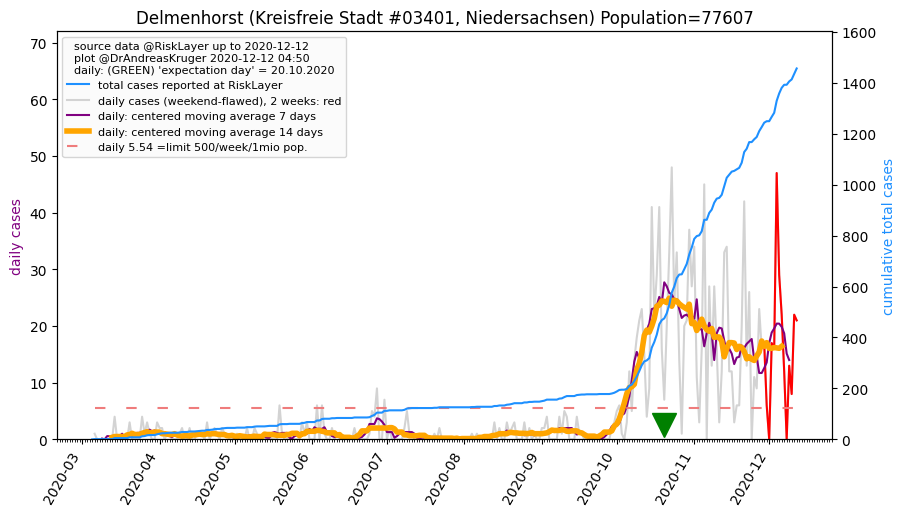 Delmenhorst (Kreisfreie Stadt #03401, Niedersachsen) Population=77607
source data @RiskLayer up to 2020-12-12
plot @DrAndreasKruger 2020-12-12 04:50
daily: (GREEN) 'expectation day' = 20.10.2020
total cases reported at RiskLayer
daily cases (weekend-flawed), 2 weeks: red
daily: centered moving average 7 days
daily: centered moving average 14 days
daily 5.54 =limit 500/week/1mio pop.
daily cases
70
60
50
40
30
20
10
0
cumulative total cases
1600
1400
1200
1000
800
600
400
200
0
2020-03
2020-04
2020-05
2020-06
2020-07
2020-08
2020-09
2020-10
2020-11
2020-12